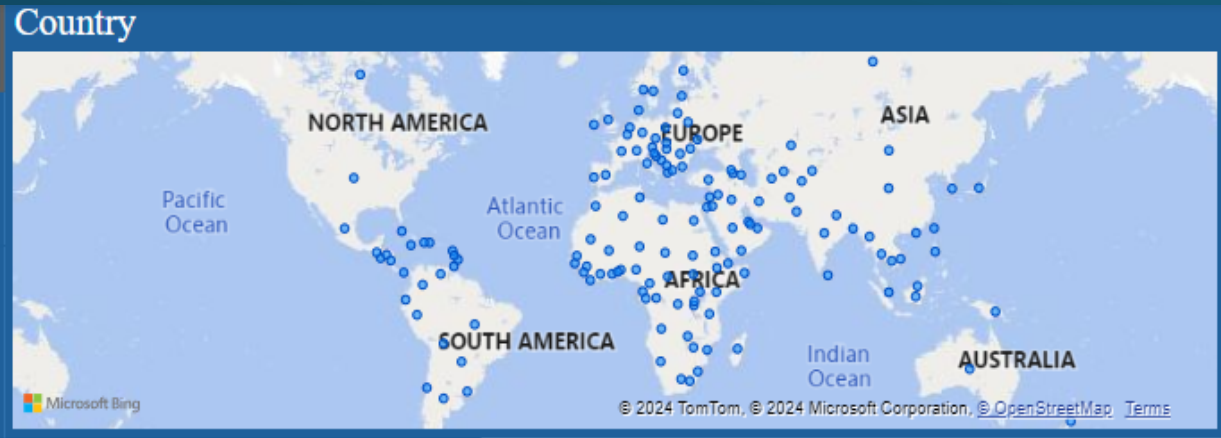 Country
NORTH AMERICA
EUROPE
ASIA
Pacific
Ocean
Atlantic
Ocean
AFRICA
SOUTH AMERICA
Indian
Ocean
AUSTRALIA
Microsoft Bing
© 2024 TomTom, © 2024 Microsoft Corporation, © OpenStreetMap Terms